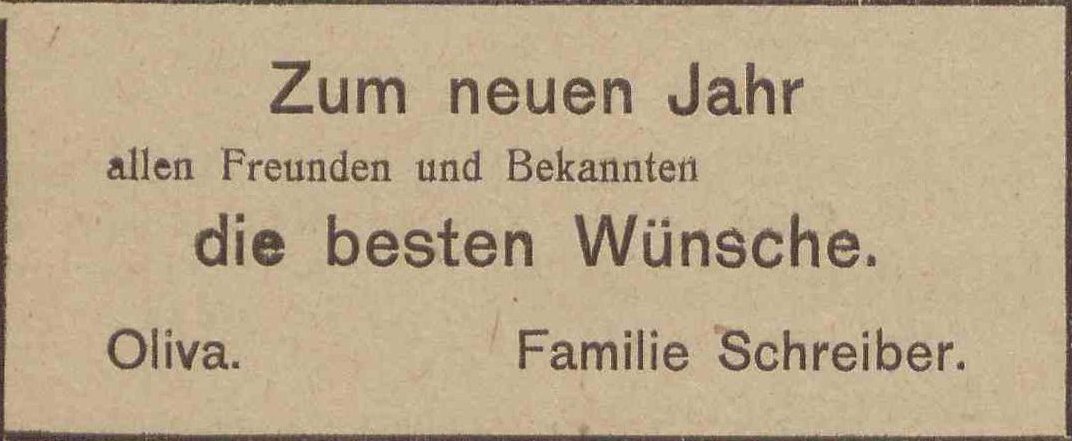 Zum neuen Jahr
allen Freunden und Bekannten
die besten Wünsche.
Oliva. Familie Schreiber.